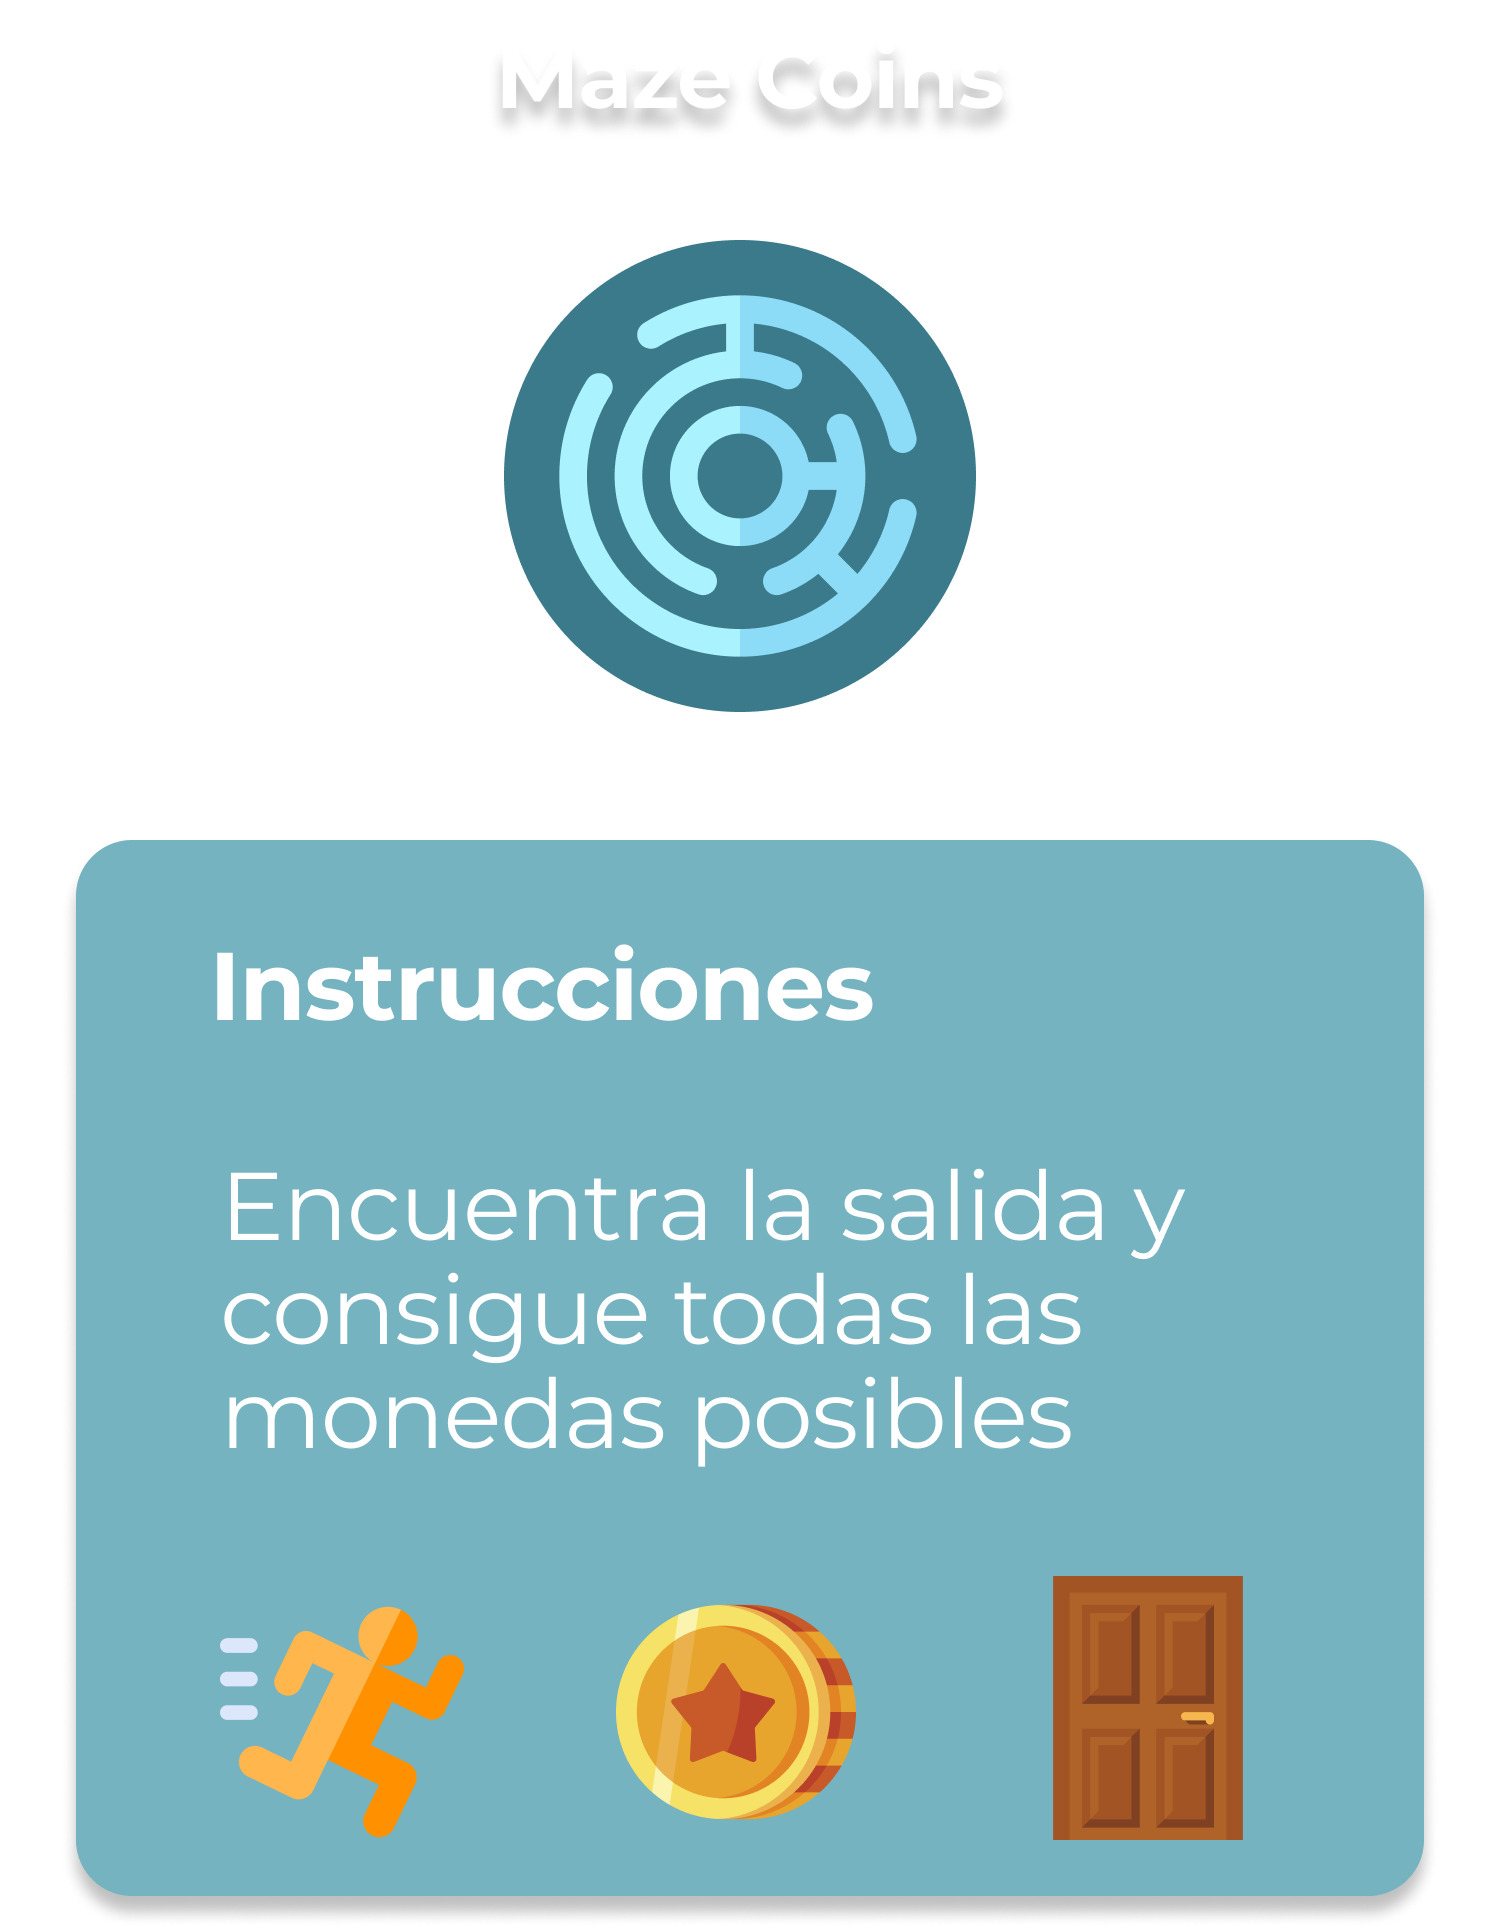 Maze Coins
Instrucciones
Encuentra la salida y
consigue todas las
monedas posibles